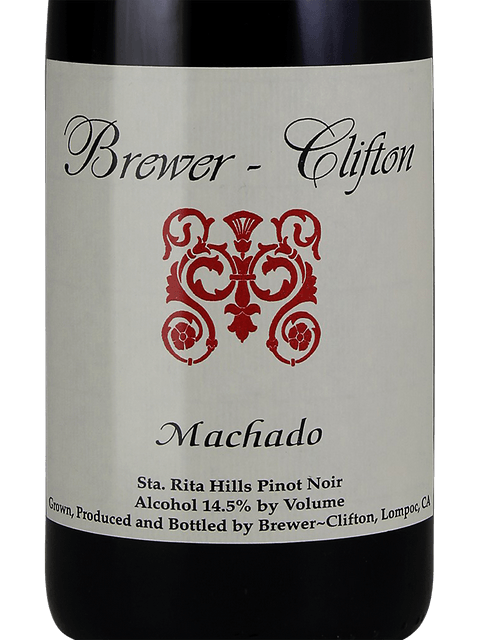 Brewer - Clifton
Machado
Sta. Rita Hills Pinot Noir
Alcohol 14.5% by Volume
Grown, Produced and Bottled by Brewer~Clifton, Lompoc, CA